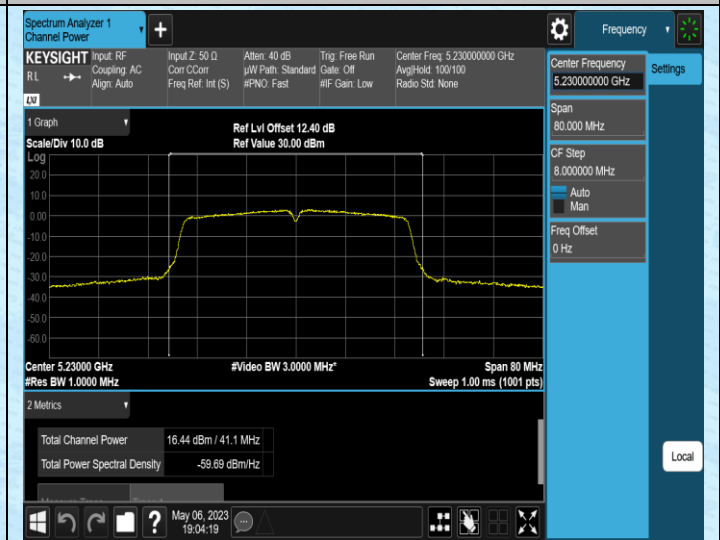 Spectrum Analyzer 1
Channel Power
Frequency
KEYSIGHT
R L
LXI
Input: RF
Coupling: AC
Align: Auto
Input Z: 50 Ω
Corr CCorr
Freq Ref: Int (S)
Atten: 40 dB
µW Path: Standard
#PNO: Fast
Trig: Free Run
Gate: Off
#IF Gain: Low
Center Freq: 5.230000000 GHz
Avg|Hold: 100/100
Radio Std: None
Center Frequency
5.230000000 GHz
Settings
Span
80.000 MHz
CF Step
8.000000 MHz
Auto
Man
Freq Offset
0 Hz
1 Graph
Scale/Div 10.0 dB
Ref Lvl Offset 12.40 dB
Ref Value 30.00 dBm
Log
20.0
10.0
0.00
-10.0
-20.0
-30.0
-40.0
-50.0
-60.0
Center 5.23000 GHz
#Video BW 3.0000 MHz*
Span 80 MHz
#Res BW 1.0000 MHz
Sweep 1.00 ms (1001 pts)
2 Metrics
Total Channel Power 16.44 dBm / 41.1 MHz
Total Power Spectral Density -59.69 dBm/Hz
Local
?
May 06, 2023
19:04:19